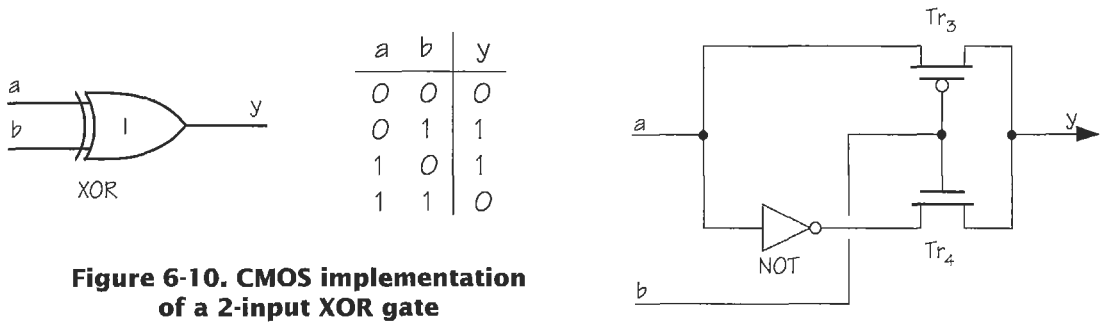 a
b
1
y
XOR
a b y
0 0 0
0 1 1
1 0 1
1 1 0
Figure 6-10. CMOS implementation
of a 2-input XOR gate
Tr3
a
y
NOT
Tr4
b